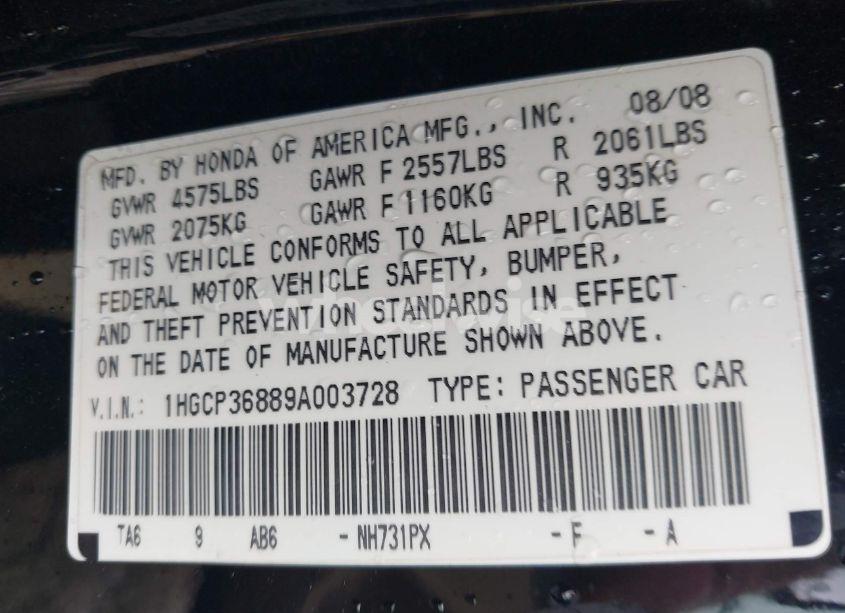 MFD. BY HONDA OF AMERICA MFG., INC. 08/08
GVWR 4575LBS GAWR F 2557LBS R 2061LBS
GVWR 2075KG GAWR F 1160KG R 935KG
THIS VEHICLE CONFORMS TO ALL APPLICABLE
FEDERAL MOTOR VEHICLE SAFETY, BUMPER,
AND THEFT PREVENTION STANDARDS IN EFFECT
ON THE DATE OF MANUFACTURE SHOWN ABOVE.
V.I.N.: 1HGCP36889A003728 TYPE: PASSENGER CAR
TA6 9 AB6 - NH731PX - F - A